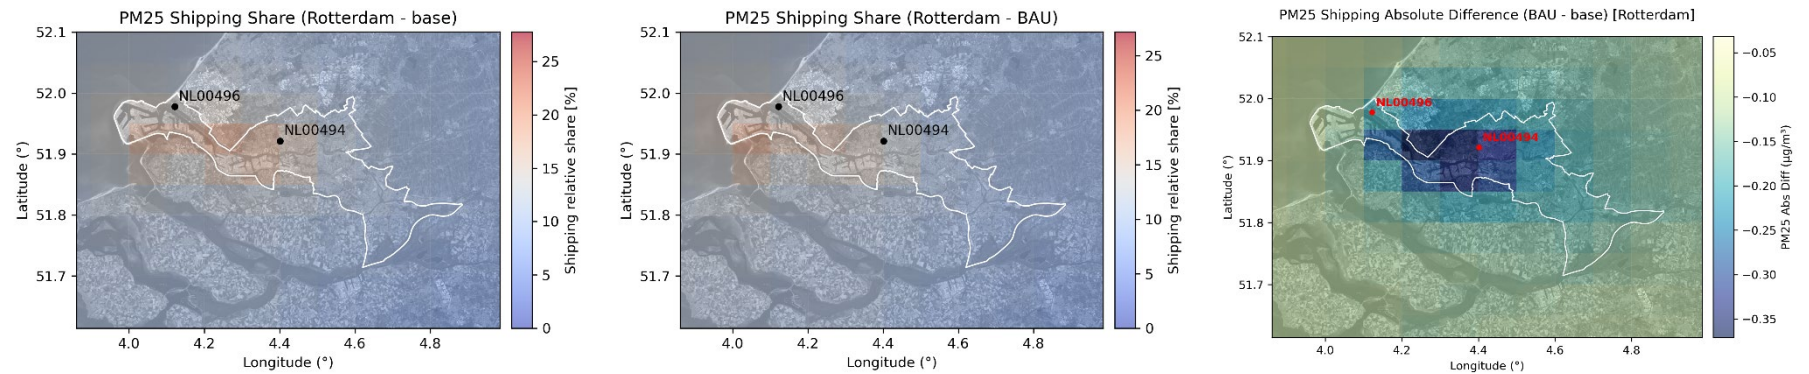 PM25 Shipping Share (Rotterdam - base)
52.1
52.0
51.9
51.8
51.7
Latitude (°)
NL00496
NL00494
4.0 4.2 4.4 4.6 4.8
Longitude (°)
25
20
15
10
5
0
Shipping relative share [%]
PM25 Shipping Share (Rotterdam - BAU)
52.1
52.0
51.9
51.8
51.7
Latitude (°)
NL00496
NL00494
4.0 4.2 4.4 4.6 4.8
Longitude (°)
25
20
15
10
5
0
Shipping relative share [%]
PM25 Shipping Absolute Difference (BAU - base) [Rotterdam]
52.1
52.0
51.9
51.8
51.7
Latitude (°)
NL00496
NL00494
4.0 4.2 4.4 4.6 4.8
Longitude (°)
−0.05
−0.10
−0.15
−0.20
−0.25
−0.30
−0.35
PM25 Abs Diff (µg/m³)